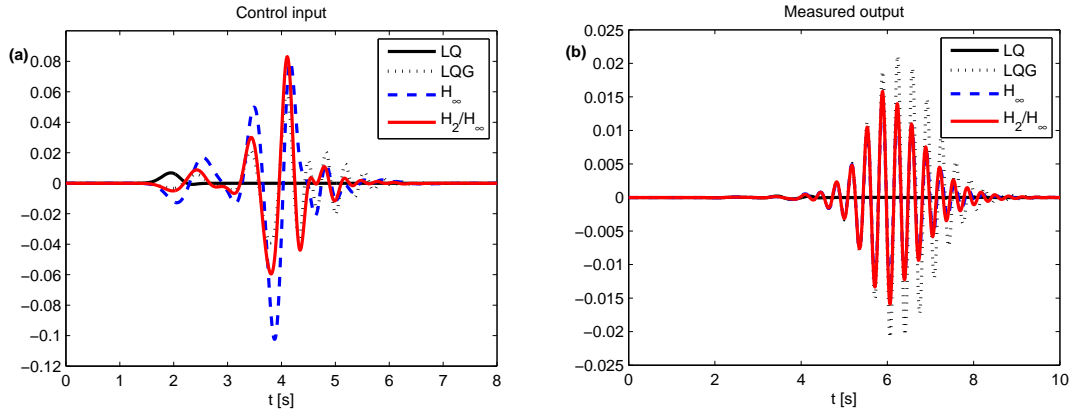 Control input
(a)
0.08
0.06
0.04
0.02
0
−0.02
−0.04
−0.06
−0.08
−0.1
−0.12
0 1 2 3 4 5 6 7 8
t [s]
LQ
LQG
H∞
H2/H∞
Measured output
(b)
0.025
0.02
0.015
0.01
0.005
0
−0.005
−0.01
−0.015
−0.02
0.025
0 2 4 6 8 10
t [s]
LQ
LQG
H∞
H2/H∞